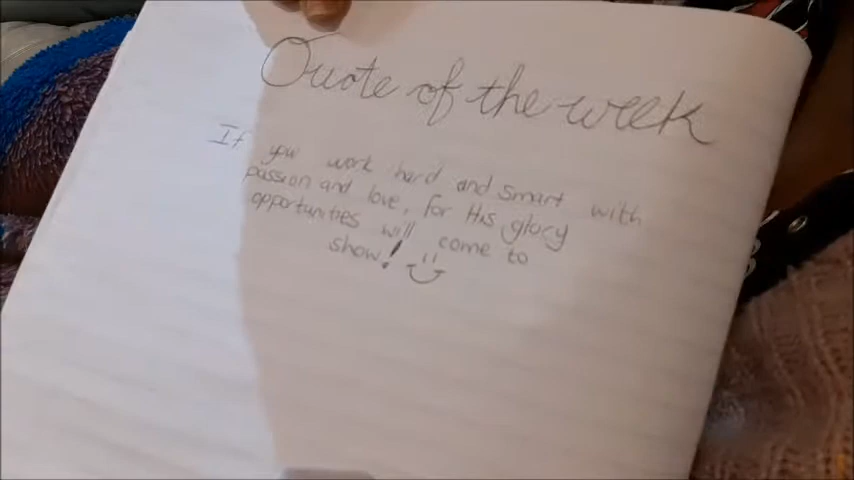 Quote of the week
If you work hard and smart with
passion and love, for His glory
opportunities will come to
show!